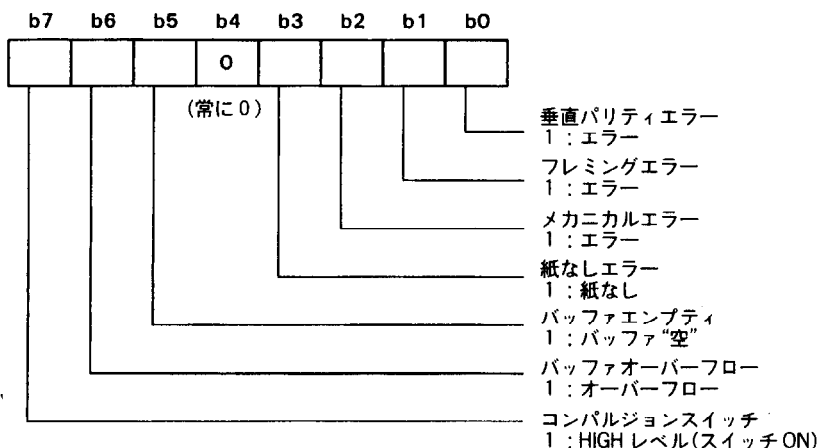 b7 b6 b5 b4 b3 b2 b1 b0
0
(常に0)
垂直パリティエラー
1:エラー
フレミングエラー
1:エラー
メカニカルエラー
1:エラー
紙なしエラー
1:紙なし
バッファエンプティ
1:バッファ“空”
バッファオーバーフロー
1:オーバーフロー
コンパルジョンスイッチ
1:HIGHレベル(スイッチON)